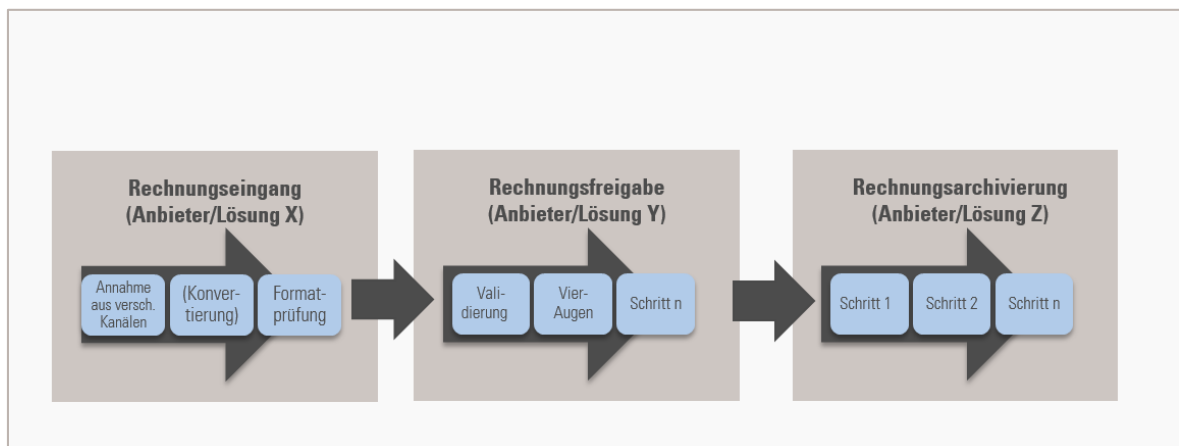 Rechnungseingang
(Anbieter/Lösung X)
Annahme
aus versch.
Kanälen
(Konver-
tierung)
Format-
prüfung
Rechnungsfreigabe
(Anbieter/Lösung Y)
Vali-
dierung
Vier-
Augen
Schritt n
Rechnungsarchivierung
(Anbieter/Lösung Z)
Schritt 1
Schritt 2
Schritt n